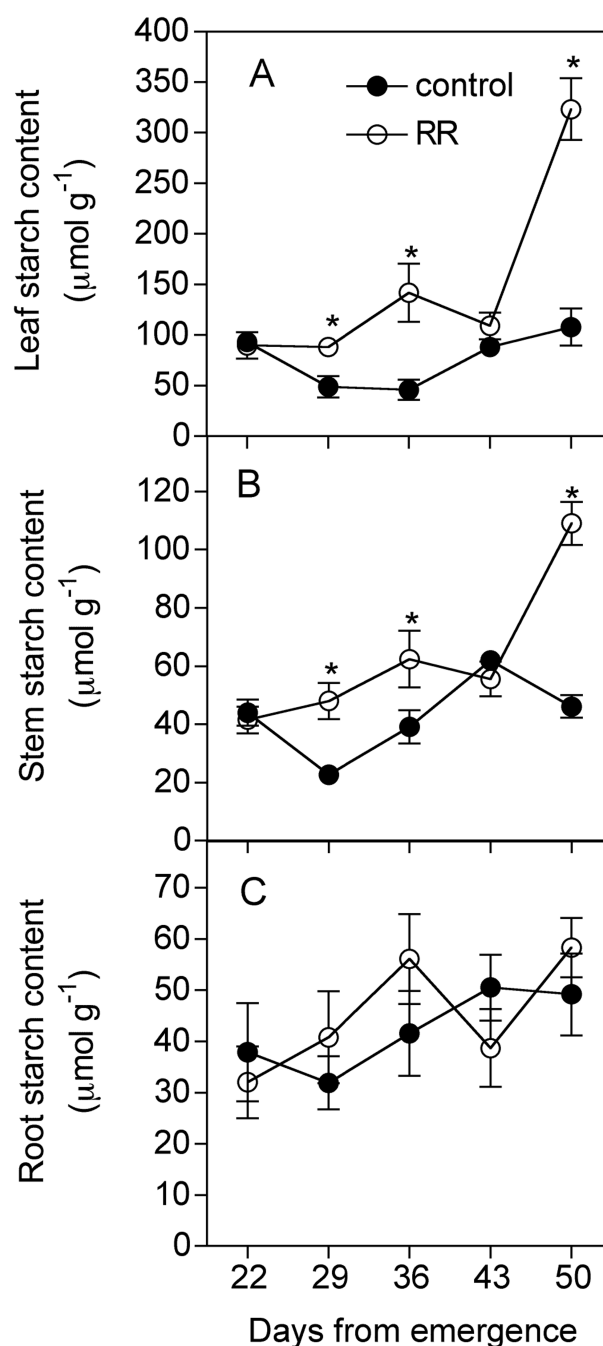 Leaf starch content
(μmol g⁻¹)
400
350
300
250
200
150
100
50
0
A
control
RR
*
*
*
Stem starch content
(μmol g⁻¹)
120
100
80
60
40
20
0
B
*
*
*
Root starch content
(μmol g⁻¹)
70
60
50
40
30
20
10
0
C
22 29 36 43 50
Days from emergence